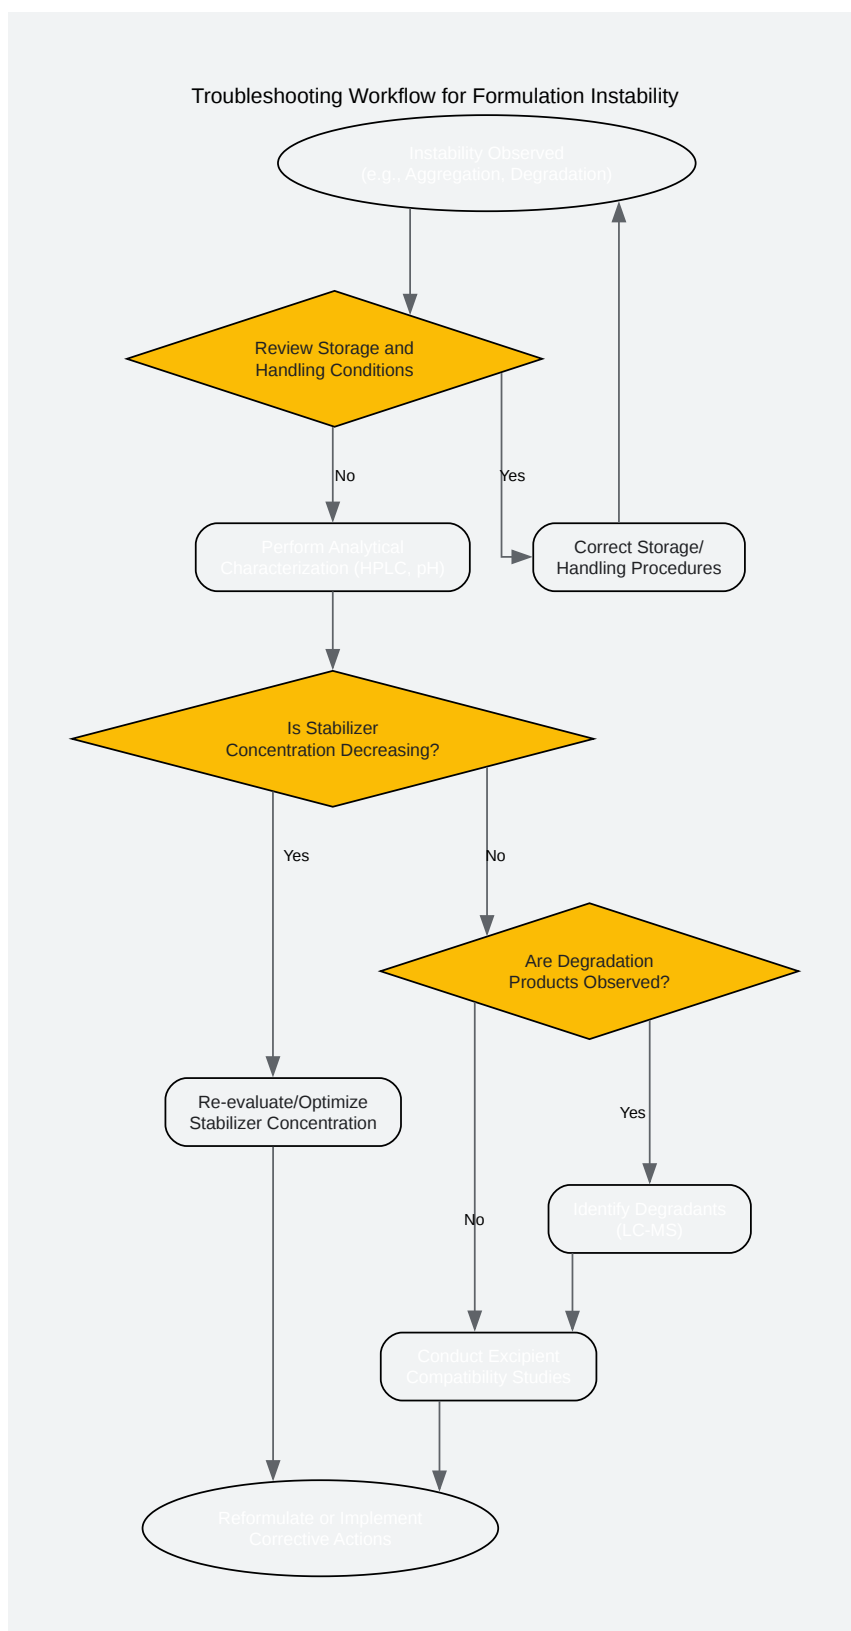 Troubleshooting Workflow for Formulation Instability
Instability Observed
(e.g., Aggregation, Degradation)
Review Storage and
Handling Conditions
No
Yes
Perform Analytical
Characterization (HPLC, pH)
Correct Storage/
Handling Procedures
Is Stabilizer
Concentration Decreasing?
Yes
No
Are Degradation
Products Observed?
Re-evaluate/Optimize
Stabilizer Concentration
Yes
No
Identify Degradants
(LC-MS)
Conduct Excipient
Compatibility Studies
Reformulate or Implement
Corrective Actions